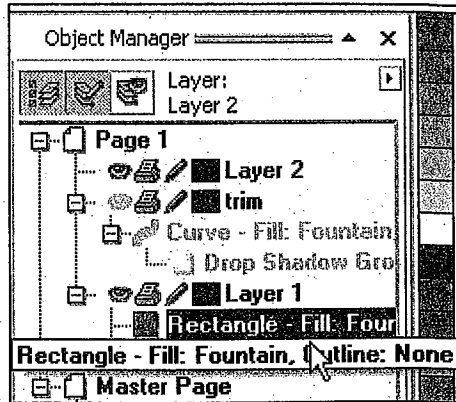 Object Manager
Layer:
Layer 2
Page 1
Layer 2
trim
Curve - Fill: Fountain
Drop Shadow Gro
Layer 1
Rectangle - Fill: Foun
Rectangle - Fill: Fountain, Outline: None
Master Page